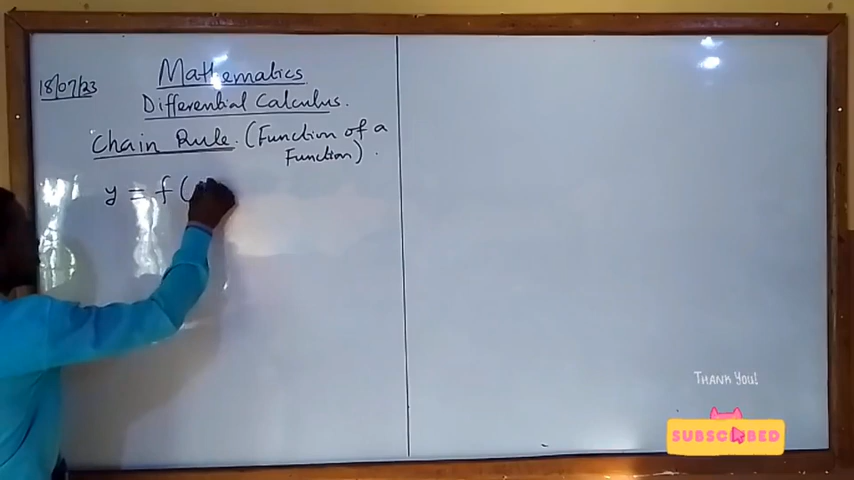 18/07/23
Mathematics
Differential Calculus.
Chain Rule. (Function of a
Function).
y = f (
THANK YOU!
SUBSCRIBED